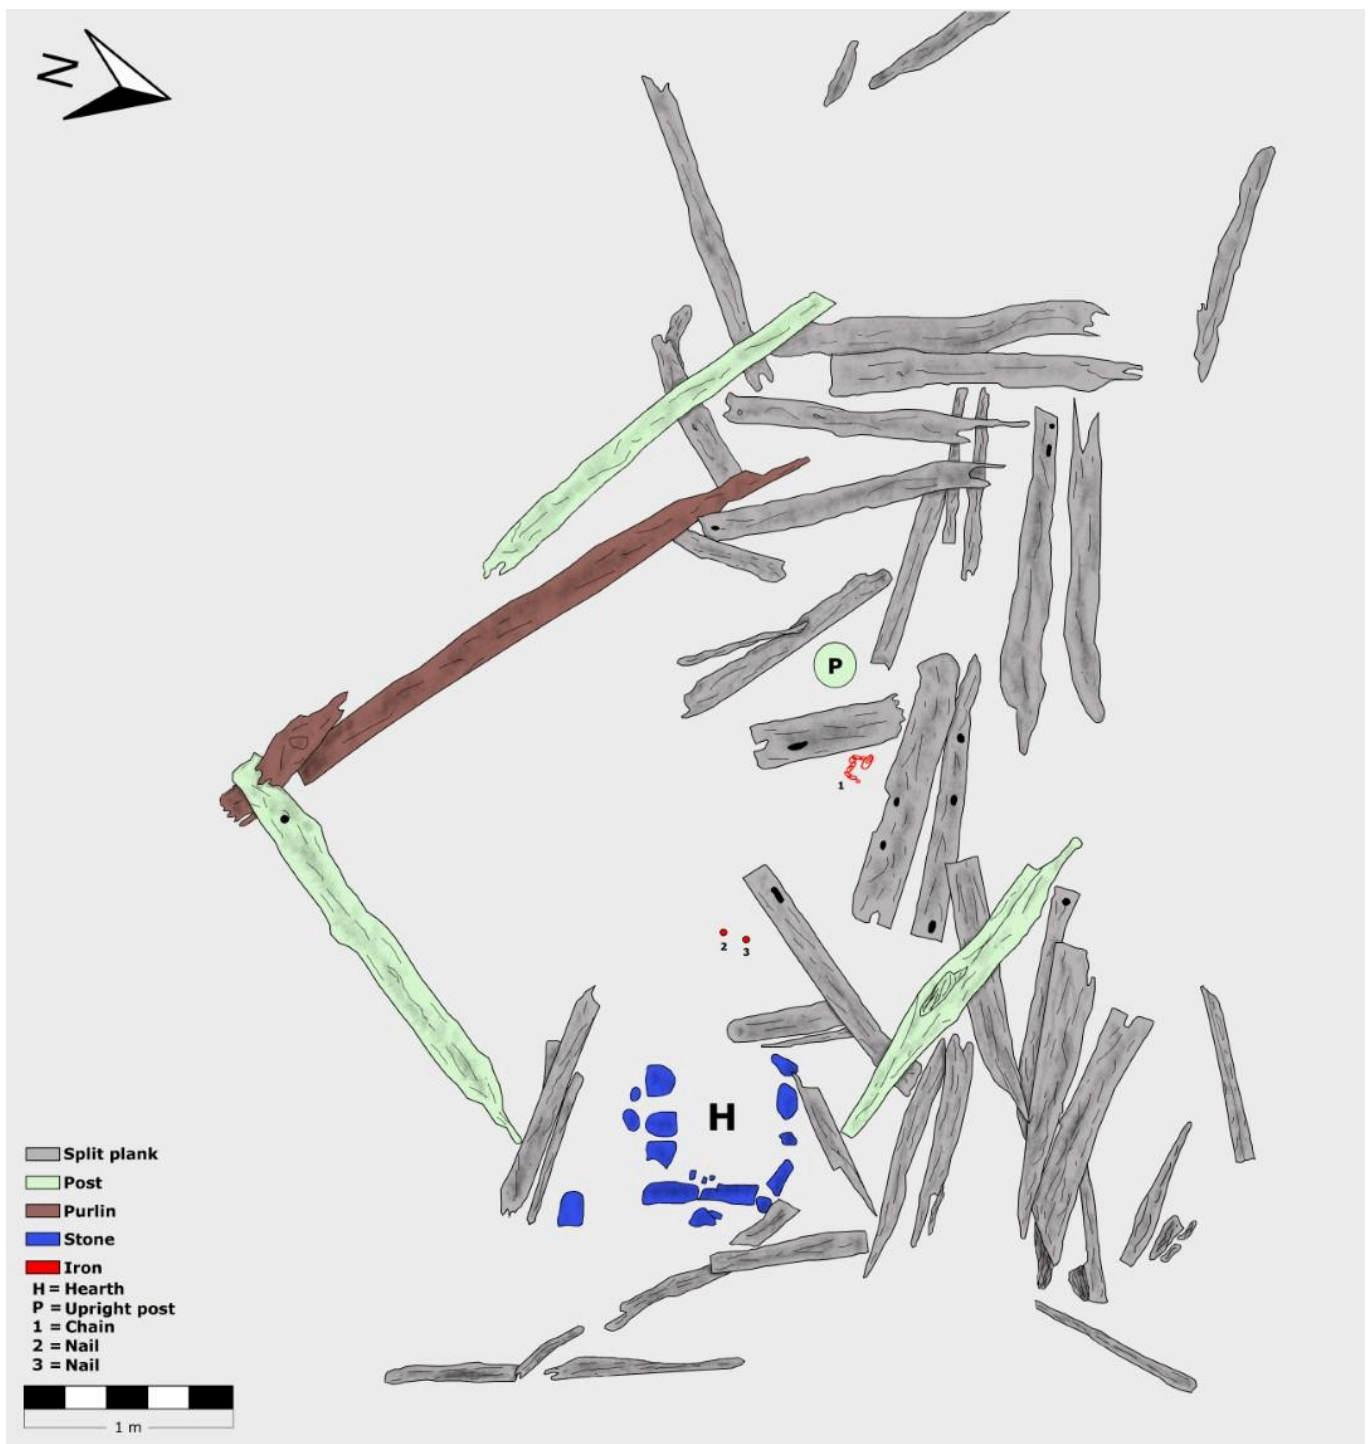 N
P
1
2
3
H
Split plank
Post
Purlin
Stone
Iron
H = Hearth
P = Upright post
1 = Chain
2 = Nail
3 = Nail
1 m